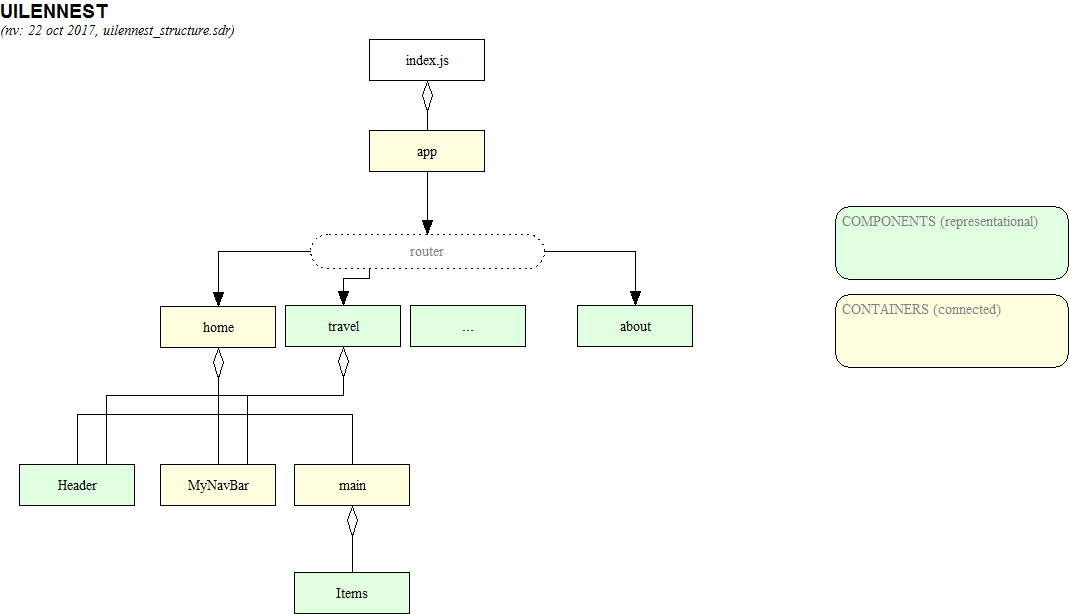 UILENNEST
(nv: 22 oct 2017, uilennest_structure.sdr)
index.js
app
COMPONENTS (representational)
router
CONTAINERS (connected)
home
travel
...
about
Header
MyNavBar
main
Items